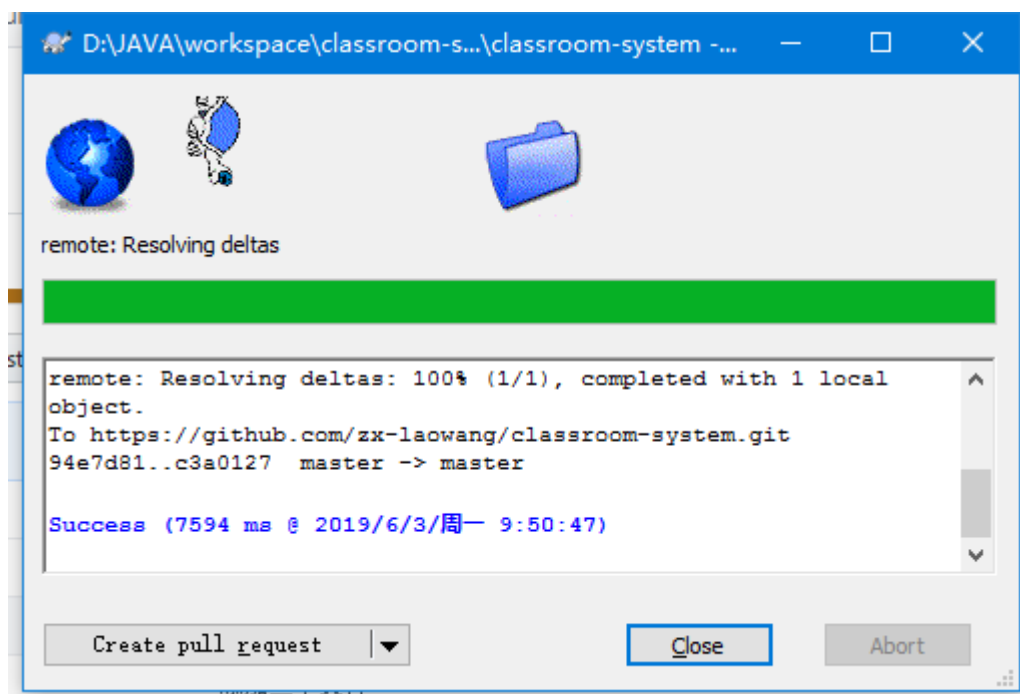 D:\JAVA\workspace\classroom-s...\classroom-system -...
remote: Resolving deltas
remote: Resolving deltas: 100% (1/1), completed with 1 local
object.
To https://github.com/zx-laowang/classroom-system.git
94e7d81..c3a0127  master -> master
Success (7594 ms @ 2019/6/3/周一 9:50:47)
Create pull request
Close
Abort